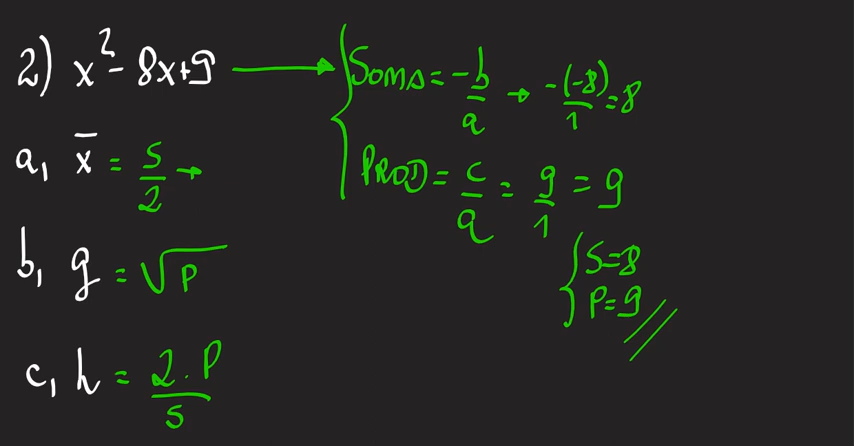 2) x² - 8x + 9 → { SOMA = -b/a → -(-8)/1 = 8
PROD = c/a = 9/1 = 9
a, x̄ = S/2 →
b, g = √P
{ S = 8
P = 9 //
c, h = 2.P/S